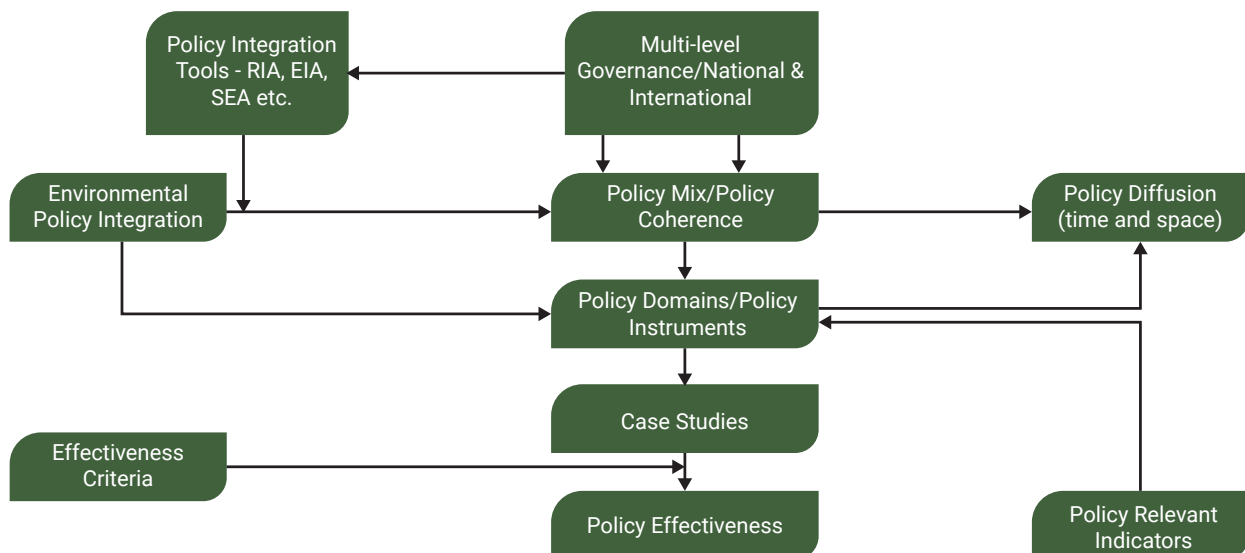 Policy Integration
Tools - RIA, EIA,
SEA etc.
Multi-level
Governance/National &
International
Environmental
Policy Integration
Policy Mix/Policy
Coherence
Policy Diffusion
(time and space)
Policy Domains/Policy
Instruments
Case Studies
Effectiveness
Criteria
Policy Effectiveness
Policy Relevant
Indicators